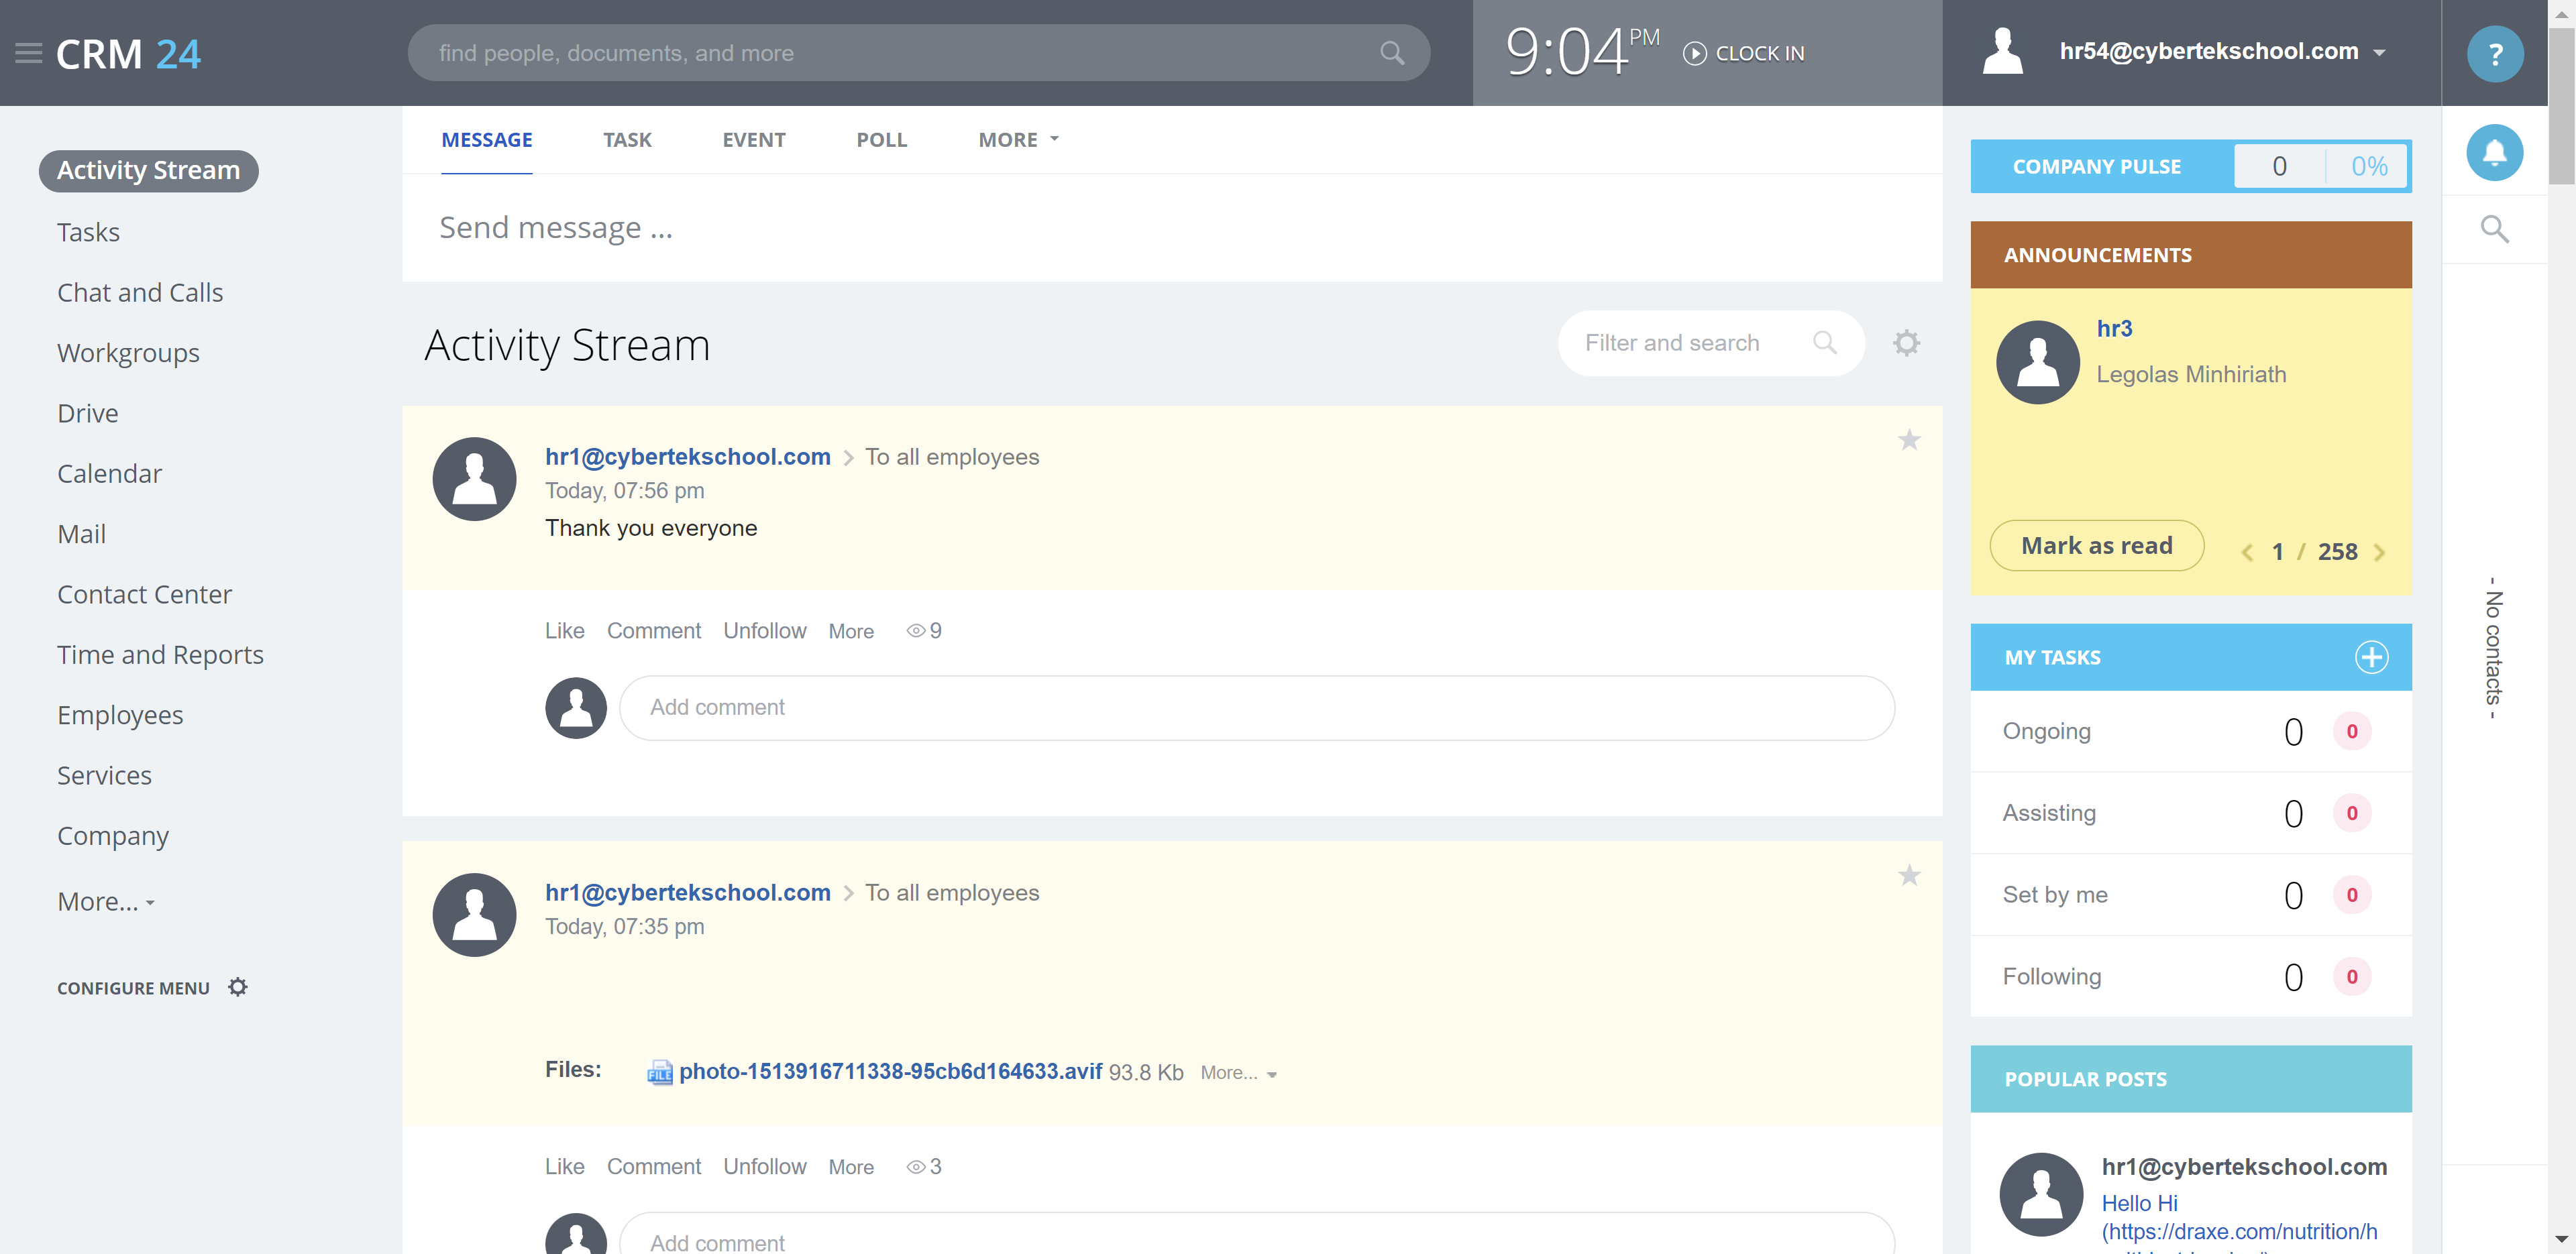 CRM 24
find people, documents, and more
9:04 PM
CLOCK IN
hr54@cybertekschool.com
?
Activity Stream
Tasks
Chat and Calls
Workgroups
Drive
Calendar
Mail
Contact Center
Time and Reports
Employees
Services
Company
More...
CONFIGURE MENU
MESSAGE TASK EVENT POLL MORE
Send message ...
Activity Stream
Filter and search
hr1@cybertekschool.com > To all employees
Today, 07:56 pm
Thank you everyone
Like Comment Unfollow More 9
Add comment
hr1@cybertekschool.com > To all employees
Today, 07:35 pm
Files: FILE photo-1513916711338-95cb6d164633.avif 93.8 Kb More...
Like Comment Unfollow More 3
Add comment
COMPANY PULSE 0 0%
ANNOUNCEMENTS
hr3
Legolas Minhiriath
Mark as read 1 / 258
MY TASKS
Ongoing 0 0
Assisting 0 0
Set by me 0 0
Following 0 0
POPULAR POSTS
hr1@cybertekschool.com
Hello Hi
(https://draxe.com/nutrition/h
- No contacts -